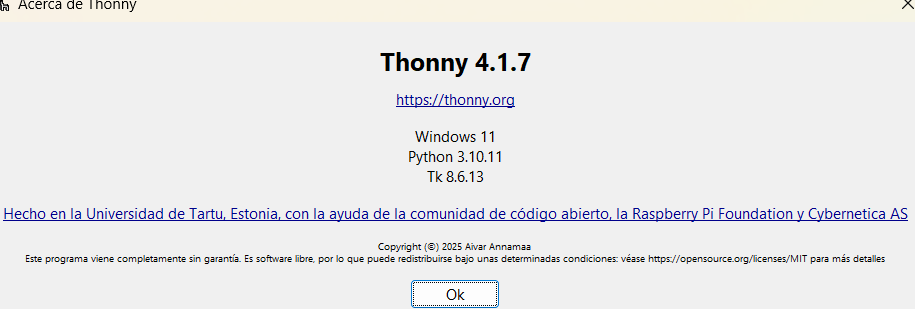 Acerca de Thonny
Thonny 4.1.7
https://thonny.org
Windows 11
Python 3.10.11
Tk 8.6.13
Hecho en la Universidad de Tartu, Estonia, con la ayuda de la comunidad de código abierto, la Raspberry Pi Foundation y Cybernetica AS
Copyright (©) 2025 Aivar Annamaa
Este programa viene completamente sin garantía. Es software libre, por lo que puede redistribuirse bajo unas determinadas condiciones: véase https://opensource.org/licenses/MIT para más detalles
Ok